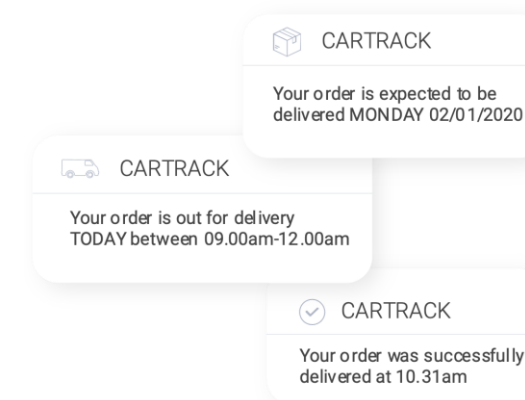 CARTRACK
Your order is expected to be
delivered MONDAY 02/01/2020
CARTRACK
Your order is out for delivery
TODAY between 09.00am-12.00am
CARTRACK
Your order was successfully
delivered at 10.31am